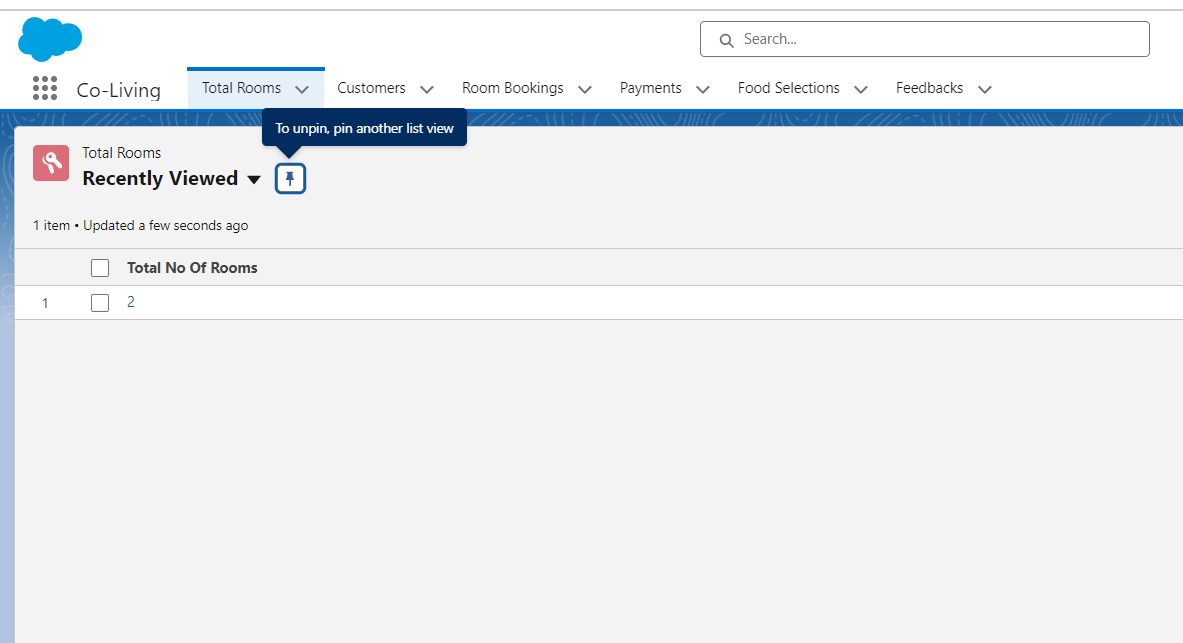 Search...
Co-Living
Total Rooms
Customers
Room Bookings
Payments
Food Selections
Feedbacks
To unpin, pin another list view
Total Rooms
Recently Viewed
1 item • Updated a few seconds ago
Total No Of Rooms
1 2